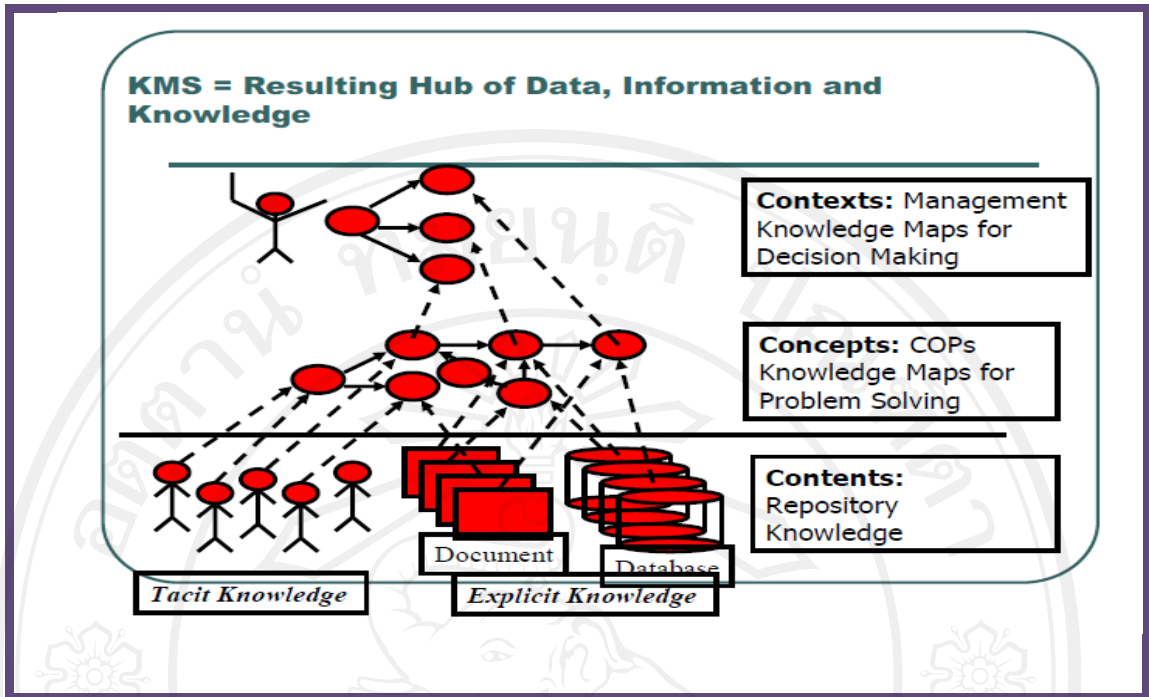 KMS = Resulting Hub of Data, Information and
Knowledge
Contexts: Management
Knowledge Maps for
Decision Making
Concepts: COPs
Knowledge Maps for
Problem Solving
Contents:
Repository
Knowledge
Document
Database
Tacit Knowledge
Explicit Knowledge